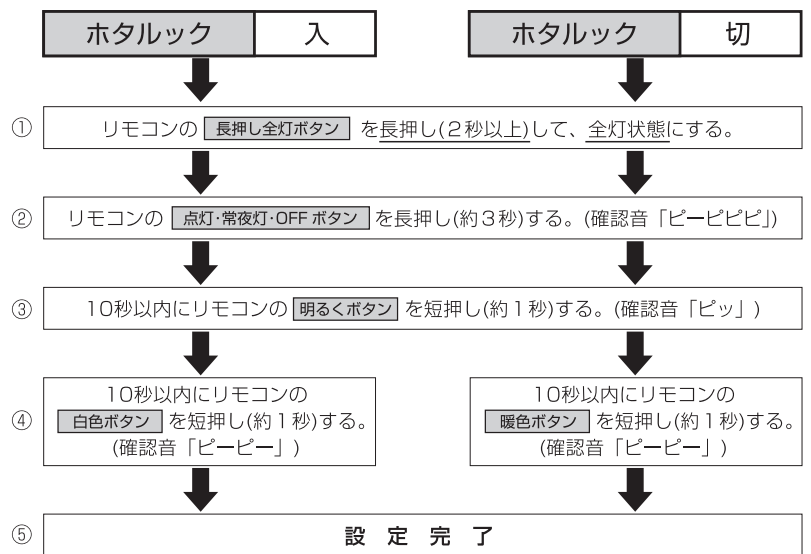 ホタルック 入 ホタルック 切
① リモコンの 長押し全灯ボタン を長押し(2秒以上)して、全灯状態にする。
② リモコンの 点灯・常夜灯・OFF ボタン を長押し(約3秒)する。(確認音「ピーピピピ」)
③ 10秒以内にリモコンの 明るくボタン を短押し(約1秒)する。(確認音「ピッ」)
④
10秒以内にリモコンの
白色ボタン を短押し(約1秒)する。
(確認音「ピーピー」)
10秒以内にリモコンの
暖色ボタン を短押し(約1秒)する。
(確認音「ピーピー」)
⑤ 設定完了